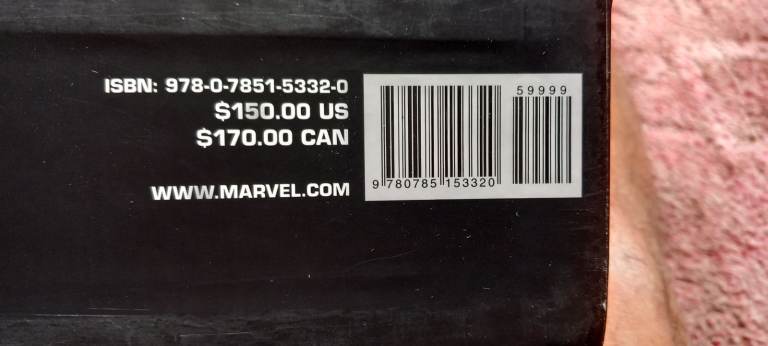 ISBN: 978-0-7851-5332-0
$150.00 US
$170.00 CAN
WWW.MARVEL.COM
59999
9 780785 153320